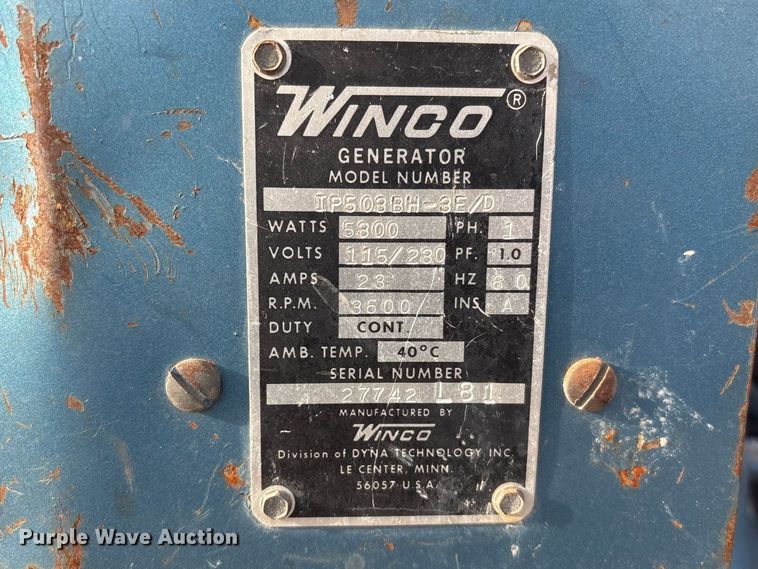 WINCO ®
GENERATOR
MODEL NUMBER
IP503BH-3E/D
WATTS 5300 PH. 1
VOLTS 115/230 PF. 1.0
AMPS 23 HZ 60
R.P.M. 3600 INS. A
DUTY CONT.
AMB. TEMP. 40°C
SERIAL NUMBER
27742 L81
MANUFACTURED BY
WINCO
Division of DYNA TECHNOLOGY INC.
LE CENTER, MINN.
56057 U.S.A.
Purple Wave Auction